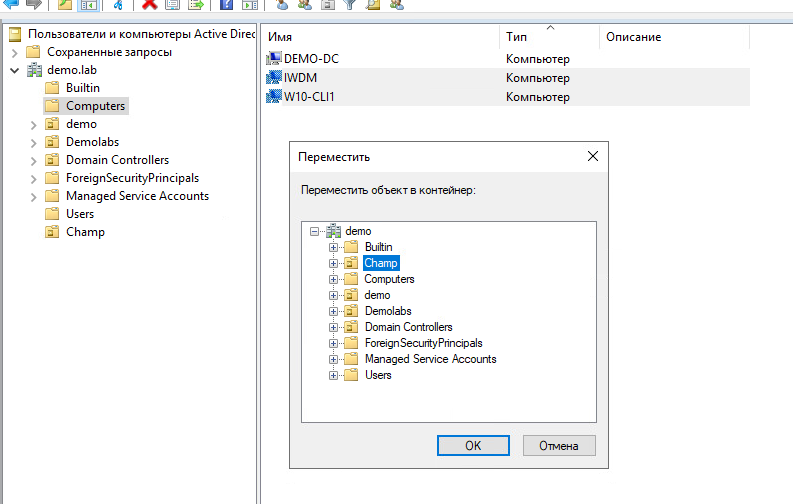 Пользователи и компьютеры Active Direc
Сохраненные запросы
demo.lab
Builtin
Computers
demo
Demolabs
Domain Controllers
ForeignSecurityPrincipals
Managed Service Accounts
Users
Champ
Имя Тип Описание
DEMO-DC Компьютер
IWDM Компьютер
W10-CLI1 Компьютер
Переместить
Переместить объект в контейнер:
demo
Builtin
Champ
Computers
demo
Demolabs
Domain Controllers
ForeignSecurityPrincipals
Managed Service Accounts
Users
OK Отмена